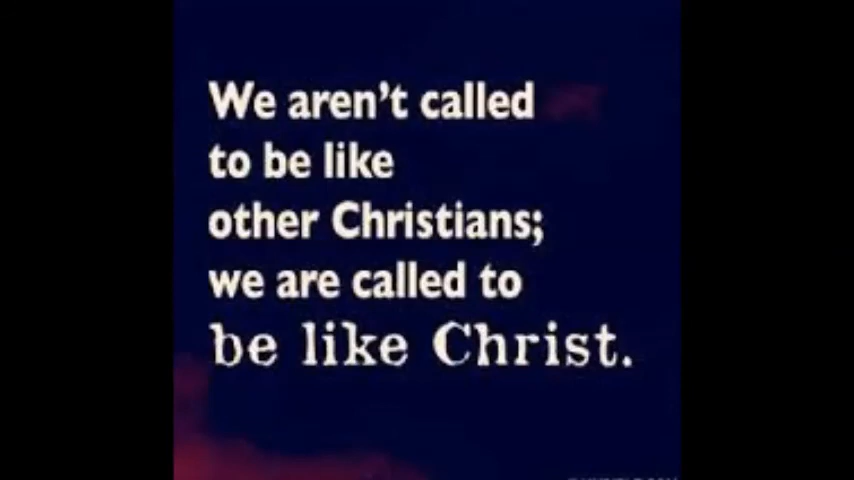 We aren't called
to be like
other Christians;
we are called to
be like Christ.